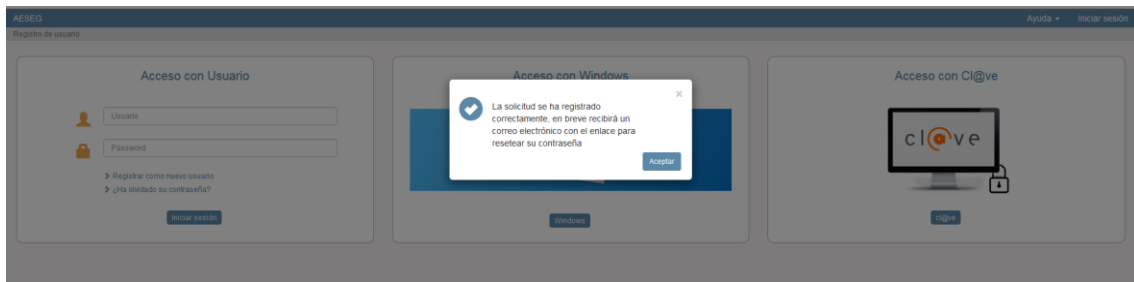 AESEG
Ayuda
Iniciar sesión
Registro de usuario
Acceso con Usuario
Usuario
Password
Registrar como nuevo usuario
¿Ha olvidado su contraseña?
Iniciar sesión
Acceso con Windows
×
La solicitud se ha registrado
correctamente, en breve recibirá un
correo electrónico con el enlace para
resetear su contraseña
Aceptar
Windows
Acceso con Cl@ve
cl@ve
cl@ve